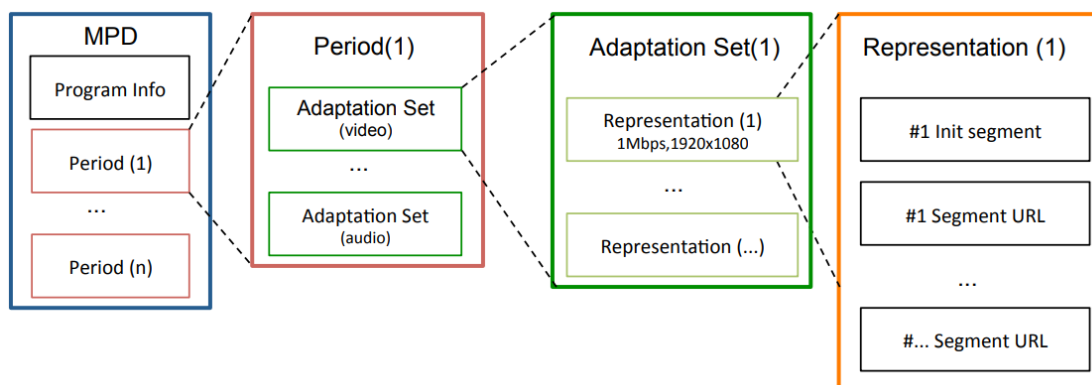 MPD
Program Info
Period (1)
...
Period (n)
Period(1)
Adaptation Set
(video)
...
Adaptation Set
(audio)
Adaptation Set(1)
Representation (1)
1Mbps,1920x1080
...
Representation (...)
Representation (1)
#1 Init segment
#1 Segment URL
...
#... Segment URL